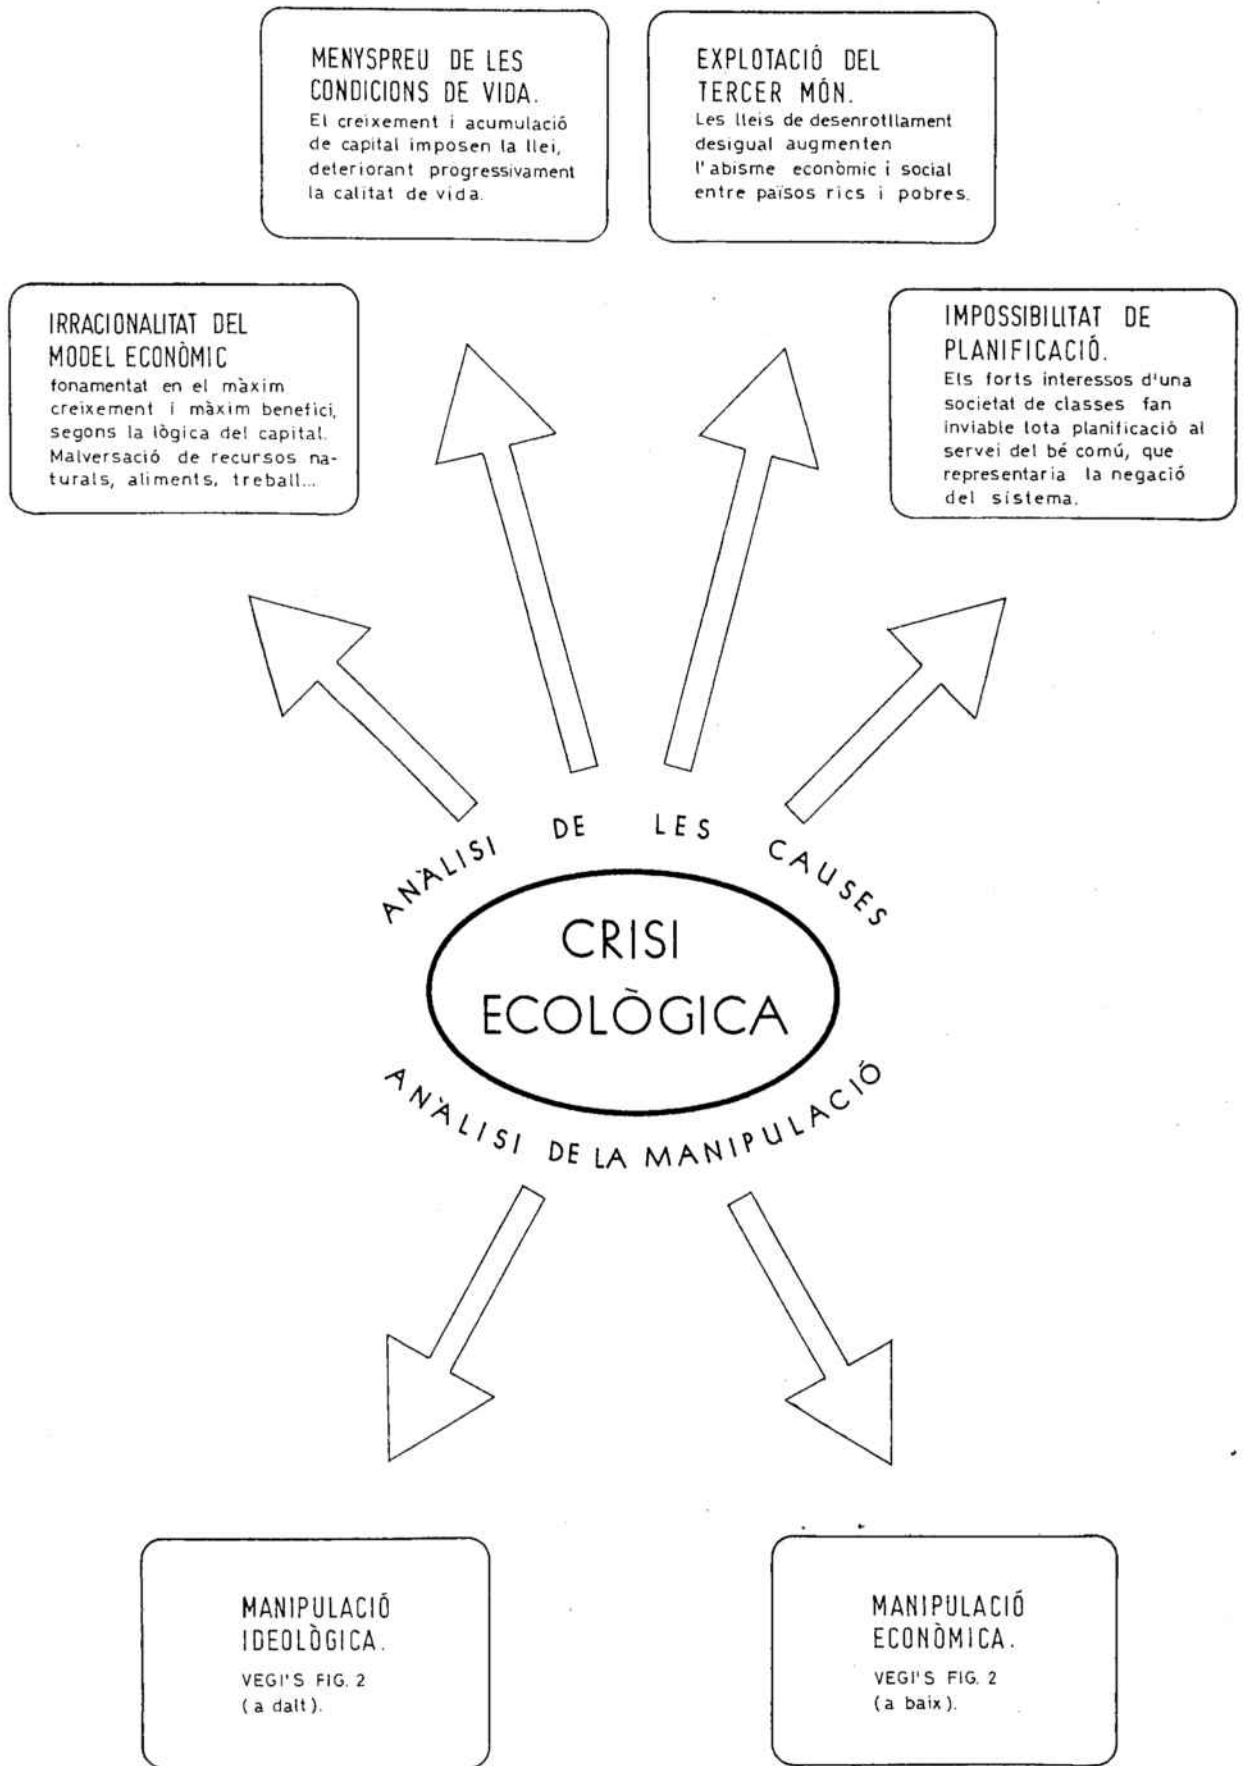 MENYSPREU DE LES
CONDICIONS DE VIDA.
El creixement i acumulació
de capital imposen la llei,
deteriorant progressivament
la calitat de vida.
EXPLOTACIÓ DEL
TERCER MÓN.
Les lleis de desenrotllament
desigual augmenten
l'abisme econòmic i social
entre països rics i pobres.
IRRACIONALITAT DEL
MODEL ECONÒMIC
fonamentat en el màxim
creixement i màxim benefici,
segons la lògica del capital.
Malversació de recursos na-
turals, aliments, treball...
IMPOSSIBILITAT DE
PLANIFICACIÓ.
Els forts interessos d'una
societat de classes fan
inviable tota planificació al
servei del bé comú, que
representaria la negació
del sistema.
ANÀLISI DE LES CAUSES
CRISI
ECOLÒGICA
ANÀLISI DE LA MANIPULACIÓ
MANIPULACIÓ
IDEOLÒGICA.
VEGI'S FIG. 2
(a dalt).
MANIPULACIÓ
ECONÒMICA.
VEGI'S FIG. 2
(a baix).